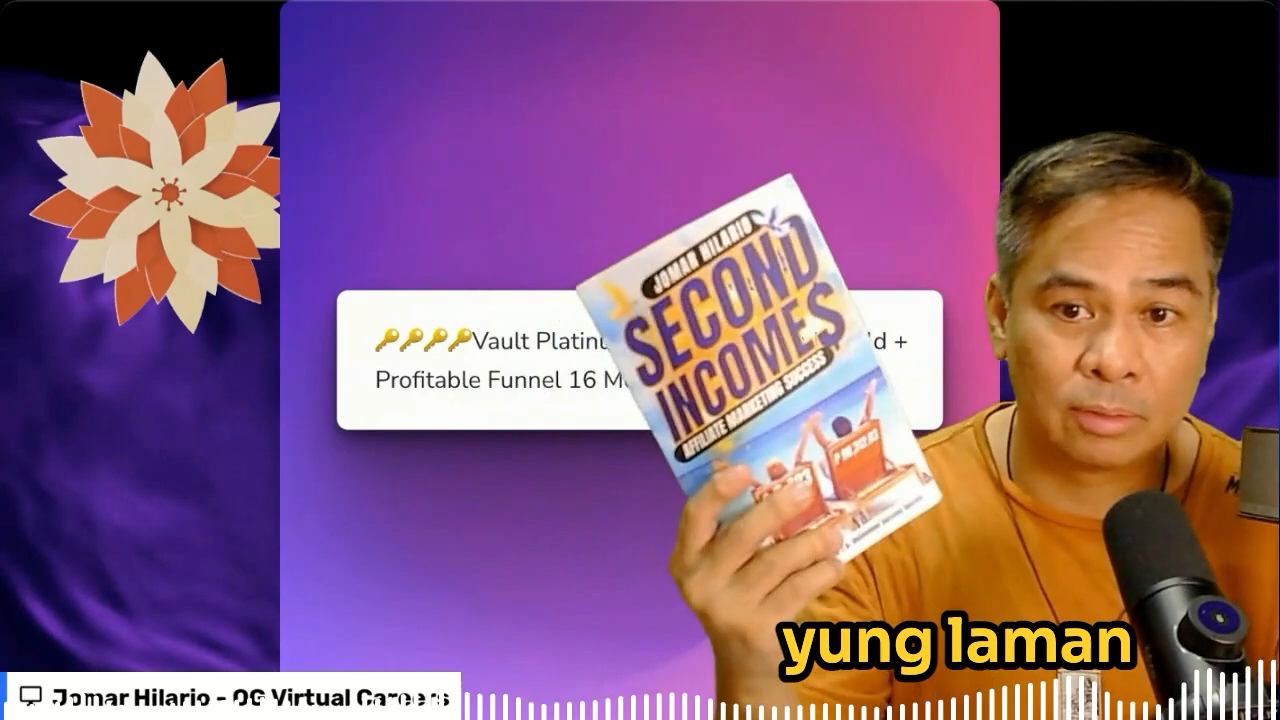 🔑🔑🔑🔑Vault Platinu
ld +
Profitable Funnel 16 M
JOMAR HILARIO
SECOND
INCOMES
AFFILIATE MARKETING SUCCESS
yung laman
Jomar Hilario - OG Virtual Careers